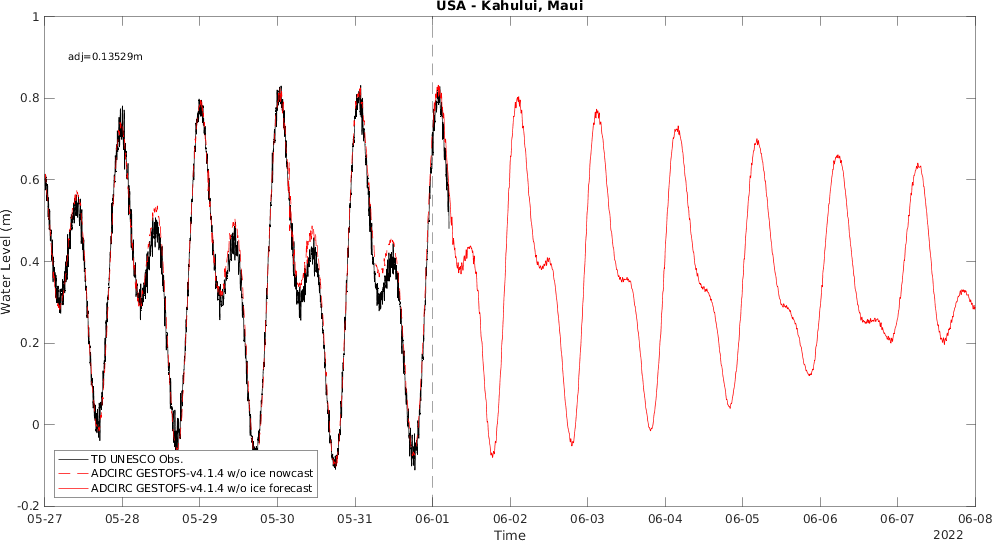 USA - Kahului, Maui
adj=0.13529m
Water Level (m)
1
0.8
0.6
0.4
0.2
0
-0.2
TD UNESCO Obs.
ADCIRC GESTOFS-v4.1.4 w/o ice nowcast
ADCIRC GESTOFS-v4.1.4 w/o ice forecast
05-27 05-28 05-29 05-30 05-31 06-01 06-02 06-03 06-04 06-05 06-06 06-07 06-08
Time
2022